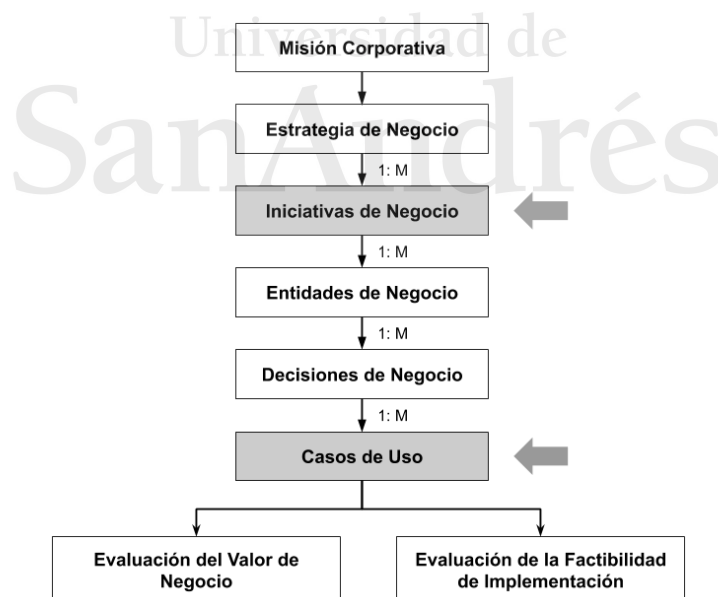 Universidad de
SanAndrés
Misión Corporativa
Estrategia de Negocio
1: M
Iniciativas de Negocio
1: M
Entidades de Negocio
1: M
Decisiones de Negocio
1: M
Casos de Uso
Evaluación del Valor de
Negocio
Evaluación de la Factibilidad
de Implementación